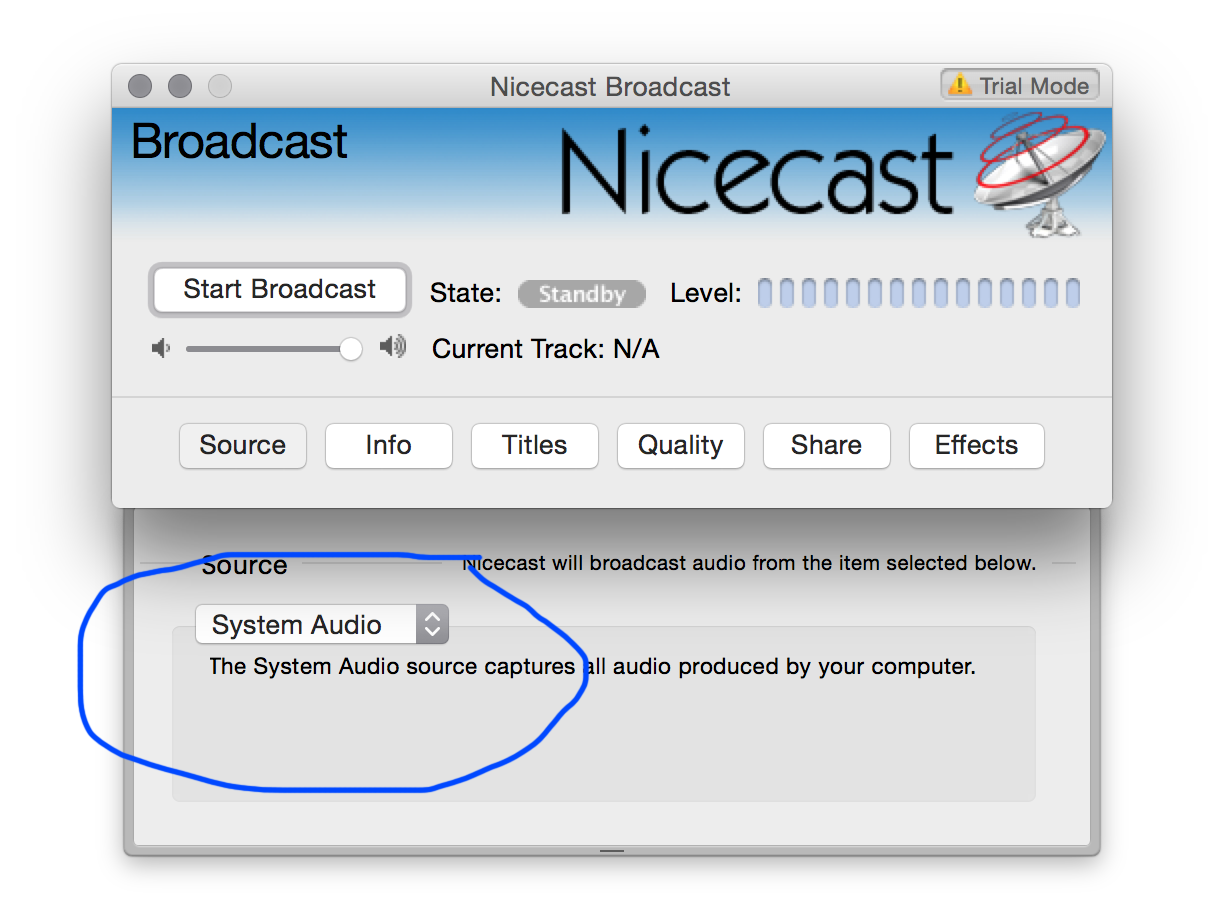 Nicecast Broadcast
Trial Mode
Broadcast
Nicecast
Start Broadcast State: Standby Level:
Current Track: N/A
Source Info Titles Quality Share Effects
Source Nicecast will broadcast audio from the item selected below.
System Audio
The System Audio source captures all audio produced by your computer.